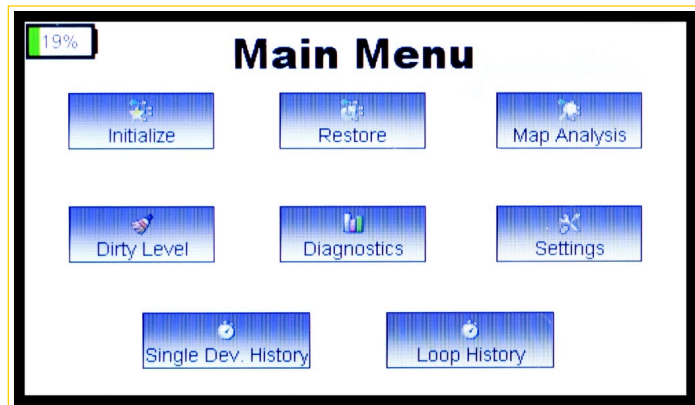 19%
Main Menu
Initialize
Restore
Map Analysis
Dirty Level
Diagnostics
Settings
Single Dev. History
Loop History